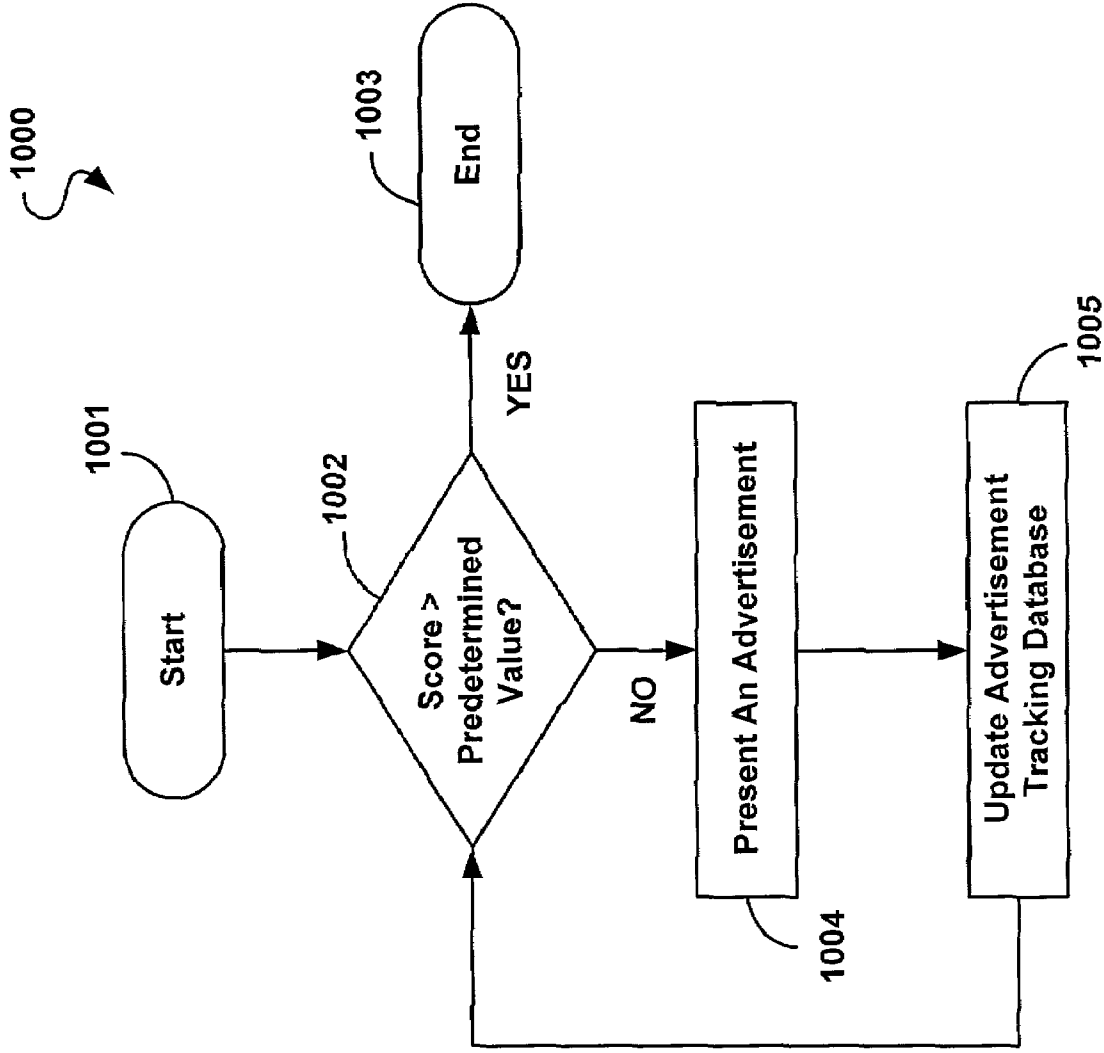 1000
Start
1001
Score >
Predetermined
Value?
1002
YES
End
1003
NO
Present An Advertisement
1004
Update Advertisement
Tracking Database
1005